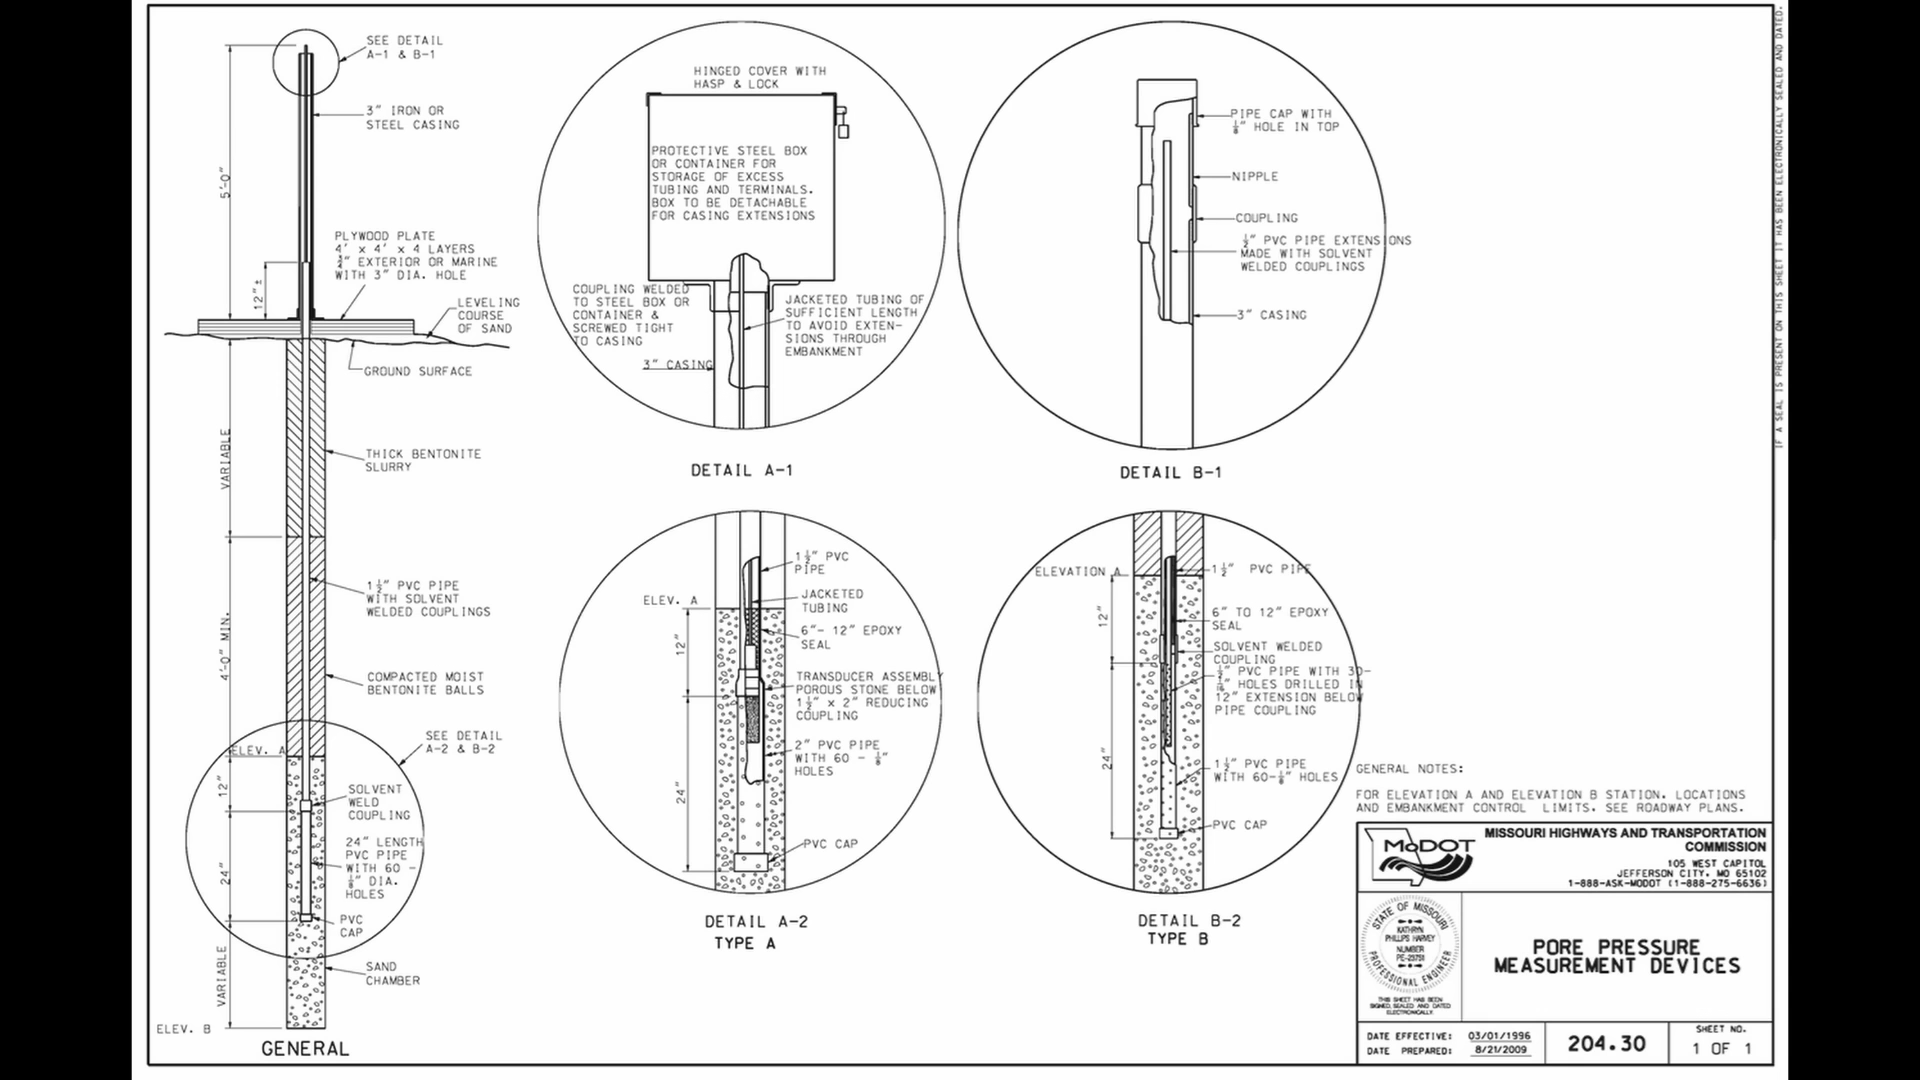 SEE DETAIL
A-1 & B-1
3" IRON OR
STEEL CASING
5'-0"
PLYWOOD PLATE
4' x 4' x 4 LAYERS
¾" EXTERIOR OR MARINE
WITH 3" DIA. HOLE
12"±
LEVELING
COURSE
OF SAND
GROUND SURFACE
VARIABLE
THICK BENTONITE
SLURRY
1½" PVC PIPE
WITH SOLVENT
WELDED COUPLINGS
4'-0" MIN.
COMPACTED MOIST
BENTONITE BALLS
SEE DETAIL
A-2 & B-2
ELEV. A
12"
SOLVENT
WELD
COUPLING
24" LENGTH
PVC PIPE
WITH 60 -
⅛" DIA.
HOLES
24"
PVC
CAP
VARIABLE
SAND
CHAMBER
ELEV. B
GENERAL
HINGED COVER WITH
HASP & LOCK
PROTECTIVE STEEL BOX
OR CONTAINER FOR
STORAGE OF EXCESS
TUBING AND TERMINALS.
BOX TO BE DETACHABLE
FOR CASING EXTENSIONS
COUPLING WELDED
TO STEEL BOX OR
CONTAINER &
SCREWED TIGHT
TO CASING
3" CASING
JACKETED TUBING OF
SUFFICIENT LENGTH
TO AVOID EXTEN-
SIONS THROUGH
EMBANKMENT
DETAIL A-1
PIPE CAP WITH
⅛" HOLE IN TOP
NIPPLE
COUPLING
½" PVC PIPE EXTENSIONS
MADE WITH SOLVENT
WELDED COUPLINGS
3" CASING
DETAIL B-1
1½" PVC
PIPE
ELEV. A
JACKETED
TUBING
12"
6"- 12" EPOXY
SEAL
TRANSDUCER ASSEMBLY
POROUS STONE BELOW
1½" x 2" REDUCING
COUPLING
2" PVC PIPE
WITH 60 - ⅛"
HOLES
24"
PVC CAP
DETAIL A-2
TYPE A
ELEVATION A
1½" PVC PIPE
12"
6" TO 12" EPOXY
SEAL
SOLVENT WELDED
COUPLING
½" PVC PIPE WITH 30-
" HOLES DRILLED IN
12" EXTENSION BELOW
PIPE COUPLING
24"
1½" PVC PIPE
WITH 60-⅛" HOLES
PVC CAP
DETAIL B-2
TYPE B
IF A SEAL IS PRESENT ON THIS SHEET IT HAS BEEN ELECTRONICALLY SEALED AND DATED.
GENERAL NOTES:
FOR ELEVATION A AND ELEVATION B STATION, LOCATIONS
AND EMBANKMENT CONTROL LIMITS, SEE ROADWAY PLANS.
MoDOT
MISSOURI HIGHWAYS AND TRANSPORTATION
COMMISSION
105 WEST CAPITOL
JEFFERSON CITY, MO 65102
1-888-ASK-MODOT (1-888-275-6636)
STATE OF MISSOURI
KATHRYN
PHILLIPS HARVEY
NUMBER
PE-23751
PROFESSIONAL ENGINEER
THIS SHEET HAS BEEN
SIGNED, SEALED AND DATED
ELECTRONICALLY.
PORE PRESSURE
MEASUREMENT DEVICES
DATE EFFECTIVE: 03/01/1996
DATE PREPARED: 8/21/2009
204.30
SHEET NO.
1 OF 1